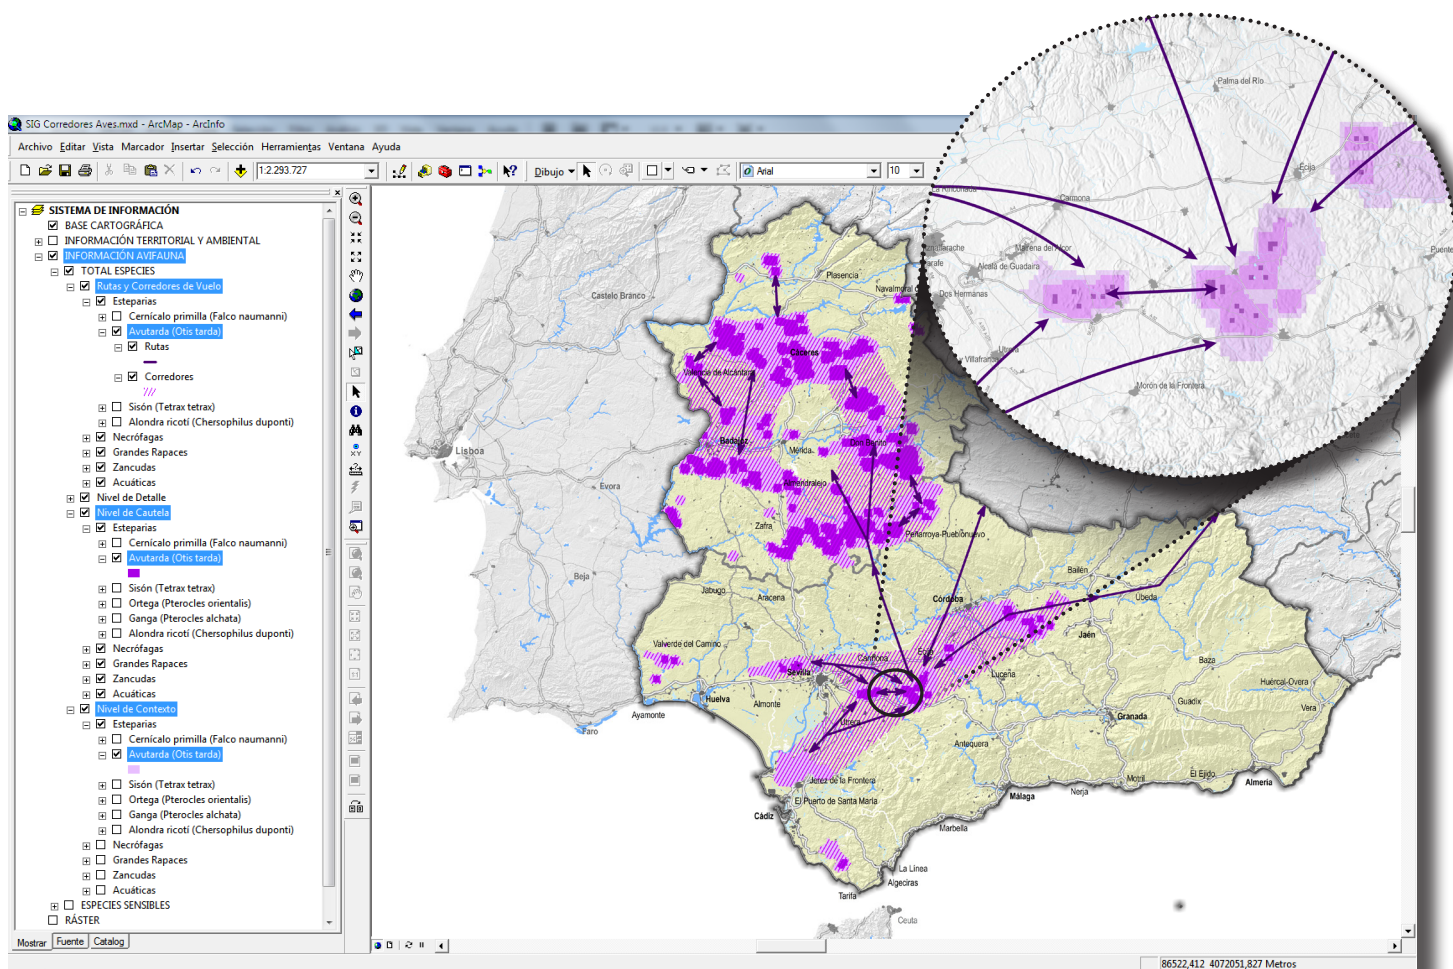 SIG Corredores Aves.mxd - ArcMap - ArcInfo
Archivo Editar Vista Marcador Insertar Selección Herramientas Ventana Ayuda
1:2.293.727
Dibujo
Arial
10
SISTEMA DE INFORMACIÓN
BASE CARTOGRÁFICA
INFORMACIÓN TERRITORIAL Y AMBIENTAL
INFORMACIÓN AVIFAUNA
TOTAL ESPECIES
Rutas y Corredores de Vuelo
Esteparias
Cernícalo primilla (Falco naumanni)
Avutarda (Otis tarda)
Rutas
Corredores
Sisón (Tetrax tetrax)
Alondra ricotí (Chersophilus duponti)
Necrófagas
Grandes Rapaces
Zancudas
Acuáticas
Nivel de Detalle
Nivel de Cautela
Esteparias
Cernícalo primilla (Falco naumanni)
Avutarda (Otis tarda)
Sisón (Tetrax tetrax)
Ortega (Pterocles orientalis)
Ganga (Pterocles alchata)
Alondra ricotí (Chersophilus duponti)
Necrófagas
Grandes Rapaces
Zancudas
Acuáticas
Nivel de Contexto
Esteparias
Cernícalo primilla (Falco naumanni)
Avutarda (Otis tarda)
Sisón (Tetrax tetrax)
Ortega (Pterocles orientalis)
Ganga (Pterocles alchata)
Alondra ricotí (Chersophilus duponti)
Necrófagas
Grandes Rapaces
Zancudas
Acuáticas
ESPECIES SENSIBLES
RÁSTER
Mostrar Fuente Catalog
Palma del Río
Écija
La Rinconada
Carmona
Mairena del Alcor
Alcalá de Guadaira
Dos Hermanas
Utrera
Villafranca
Morón de la Frontera
Puente
Plasencia
Castelo Branco
Navalmoral
Cáceres
Valencia de Alcántara
Badajoz
Mérida
Don Benito
Lisboa
Evora
Almendralejo
Zafra
Peñarroya-Pueblonuevo
Beja
Jabugo
Aracena
Córdoba
Bailén
Úbeda
Jaén
Valverde del Camino
Carmona
Écija
Sevilla
Lucena
Baza
Huércal-Overa
Huelva
Almonte
Utrera
Guadix
Vera
Ayamonte
Faro
Granada
Antequera
Jerez de la Frontera
El Ejido
Almería
Motril
El Puerto de Santa María
Málaga
Nerja
Cádiz
Marbella
La Línea
Algeciras
Tarifa
Ceuta
86522,412 4072051,827 Metros